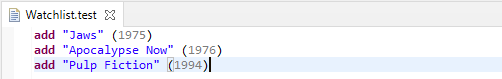 Watchlist.test
add "Jaws" (1975)
add "Apocalypse Now" (1976)
add "Pulp Fiction" (1994)